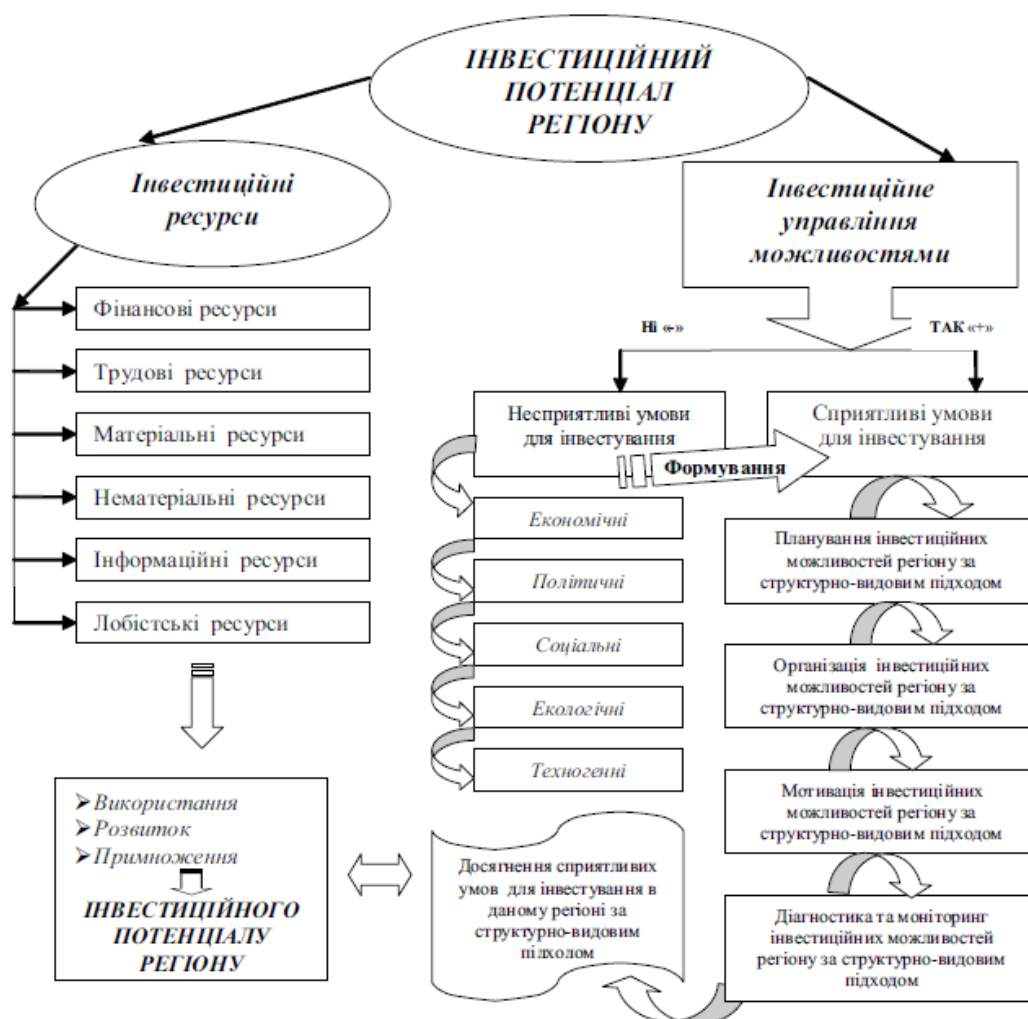 ІНВЕСТИЦІЙНИЙ
ПОТЕНЦІАЛ
РЕГІОНУ
Інвестиційні
ресурси
Інвестиційне
управління
можливостями
Фінансові ресурси
Трудові ресурси
Матеріальні ресурси
Нематеріальні ресурси
Інформаційні ресурси
Лобістські ресурси
Використання
Розвиток
Примноження
ІНВЕСТИЦІЙНОГО
ПОТЕНЦІАЛУ
РЕГІОНУ
Ні «-»
ТАК «+»
Несприятливі умови
для інвестування
Формування
Сприятливі умови
для інвестування
Економічні
Політичні
Соціальні
Екологічні
Техногенні
Планування інвестиційних
можливостей регіону за
структурно-видовим підходом
Організація інвестиційних
можливостей регіону за
структурно-видовим підходом
Мотивація інвестиційних
можливостей регіону за
структурно-видовим підходом
Діагностика та моніторинг
інвестиційних можливостей
регіону за структурно-видовим
підходом
Досягнення сприятливих
умов для інвестування в
даному регіоні за
структурно-видовим
підходом